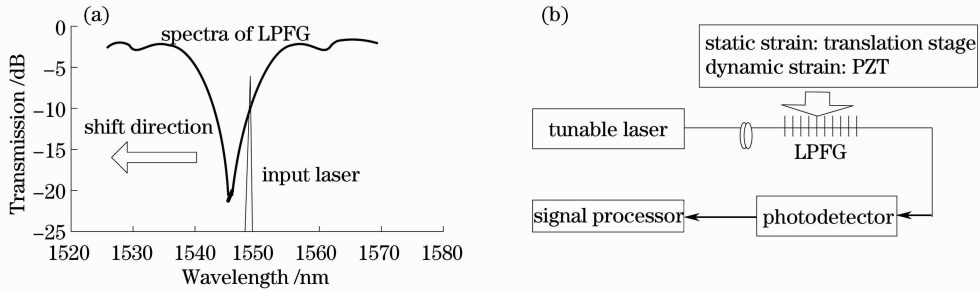 (a)
0
−5
−10
−15
−20
−25
Transmission /dB
spectra of LPFG
shift direction
input laser
1520 1530 1540 1550 1560 1570 1580
Wavelength /nm
(b)
static strain: translation stage
dynamic strain: PZT
tunable laser
LPFG
signal processor
photodetector